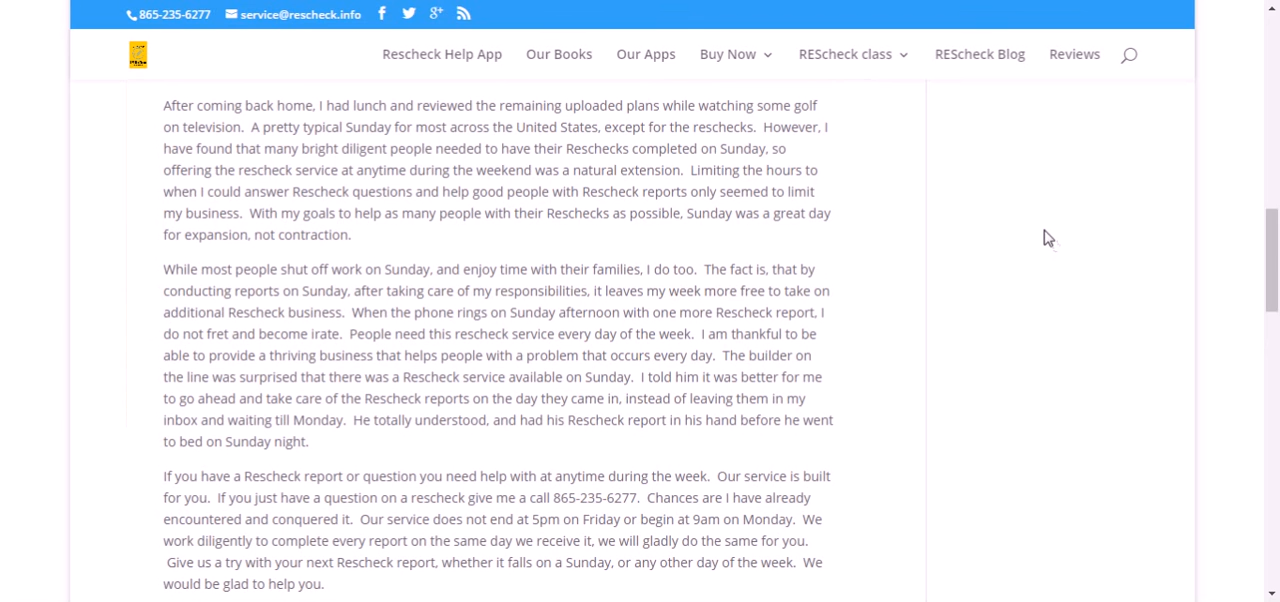 865-235-6277 service@rescheck.info
Rescheck Help App Our Books Our Apps Buy Now REScheck class REScheck Blog Reviews
After coming back home, I had lunch and reviewed the remaining uploaded plans while watching some golf
on television.  A pretty typical Sunday for most across the United States, except for the reschecks.  However, I
have found that many bright diligent people needed to have their Reschecks completed on Sunday, so
offering the rescheck service at anytime during the weekend was a natural extension.  Limiting the hours to
when I could answer Rescheck questions and help good people with Rescheck reports only seemed to limit
my business.  With my goals to help as many people with their Reschecks as possible, Sunday was a great day
for expansion, not contraction.
While most people shut off work on Sunday, and enjoy time with their families, I do too.  The fact is, that by
conducting reports on Sunday, after taking care of my responsibilities, it leaves my week more free to take on
additional Rescheck business.  When the phone rings on Sunday afternoon with one more Rescheck report, I
do not fret and become irate.  People need this rescheck service every day of the week.  I am thankful to be
able to provide a thriving business that helps people with a problem that occurs every day.  The builder on
the line was surprised that there was a Rescheck service available on Sunday.  I told him it was better for me
to go ahead and take care of the Rescheck reports on the day they came in, instead of leaving them in my
inbox and waiting till Monday.  He totally understood, and had his Rescheck report in his hand before he went
to bed on Sunday night.
If you have a Rescheck report or question you need help with at anytime during the week.  Our service is built
for you.  If you just have a question on a rescheck give me a call 865-235-6277.  Chances are I have already
encountered and conquered it.  Our service does not end at 5pm on Friday or begin at 9am on Monday.  We
work diligently to complete every report on the same day we receive it, we will gladly do the same for you.
Give us a try with your next Rescheck report, whether it falls on a Sunday, or any other day of the week.  We
would be glad to help you.